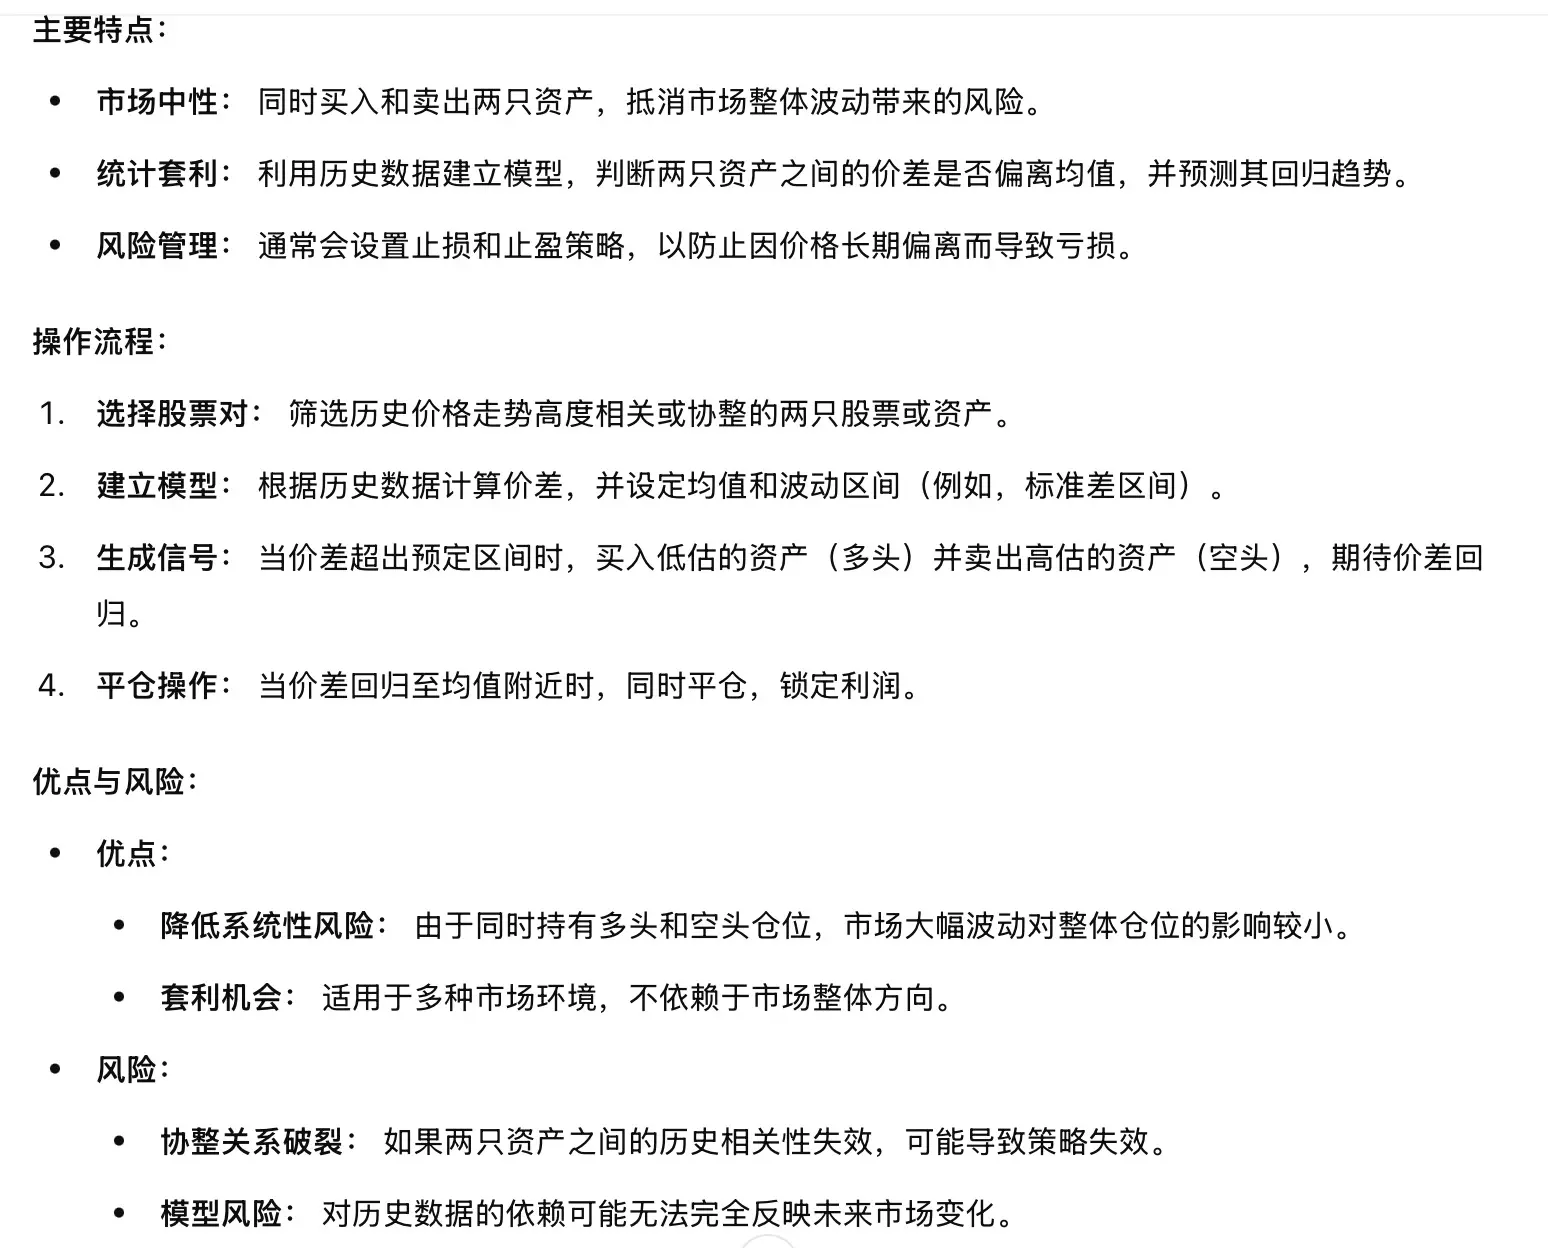 主要特点：
• 市场中性： 同时买入和卖出两只资产，抵消市场整体波动带来的风险。
• 统计套利： 利用历史数据建立模型，判断两只资产之间的价差是否偏离均值，并预测其回归趋势。
• 风险管理： 通常会设置止损和止盈策略，以防止因价格长期偏离而导致亏损。
操作流程：
1. 选择股票对： 筛选历史价格走势高度相关或协整的两只股票或资产。
2. 建立模型： 根据历史数据计算价差，并设定均值和波动区间（例如，标准差区间）。
3. 生成信号： 当价差超出预定区间时，买入低估的资产（多头）并卖出高估的资产（空头），期待价差回
归。
4. 平仓操作： 当价差回归至均值附近时，同时平仓，锁定利润。
优点与风险：
• 优点：
• 降低系统性风险： 由于同时持有多头和空头仓位，市场大幅波动对整体仓位的影响较小。
• 套利机会： 适用于多种市场环境，不依赖于市场整体方向。
• 风险：
• 协整关系破裂： 如果两只资产之间的历史相关性失效，可能导致策略失效。
• 模型风险： 对历史数据的依赖可能无法完全反映未来市场变化。